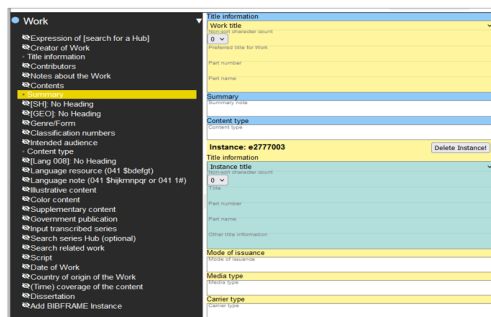 Work
Expression of [search for a Hub]
Creator of Work
Title information
Contributors
Notes about the Work
Contents
Summary
[SH]: No Heading
[GEO]: No Heading
Genre/Form
Classification numbers
Intended audience
Content type
[Lang 008]: No Heading
Language resource (041 $bdefgt)
Language note (041 $hijkmnpqr or 041 1#)
Illustrative content
Color content
Supplementary content
Government publication
Input transcribed series
Search series Hub (optional)
Search related work
Script
Date of Work
Country of origin of the Work
(Time) coverage of the content
Dissertation
Add BIBFRAME Instance
Title information
Work title
Non-sort character count
0
Preferred title for Work
Part number
Part name
Summary
Summary note
Content type
Content type
Instance: e2777003
Delete Instance!
Title information
Instance title
Non-sort character count
0
Title
Part number
Part name
Other title information
Mode of issuance
Mode of issuance
Media type
Media type
Carrier type
Carrier type